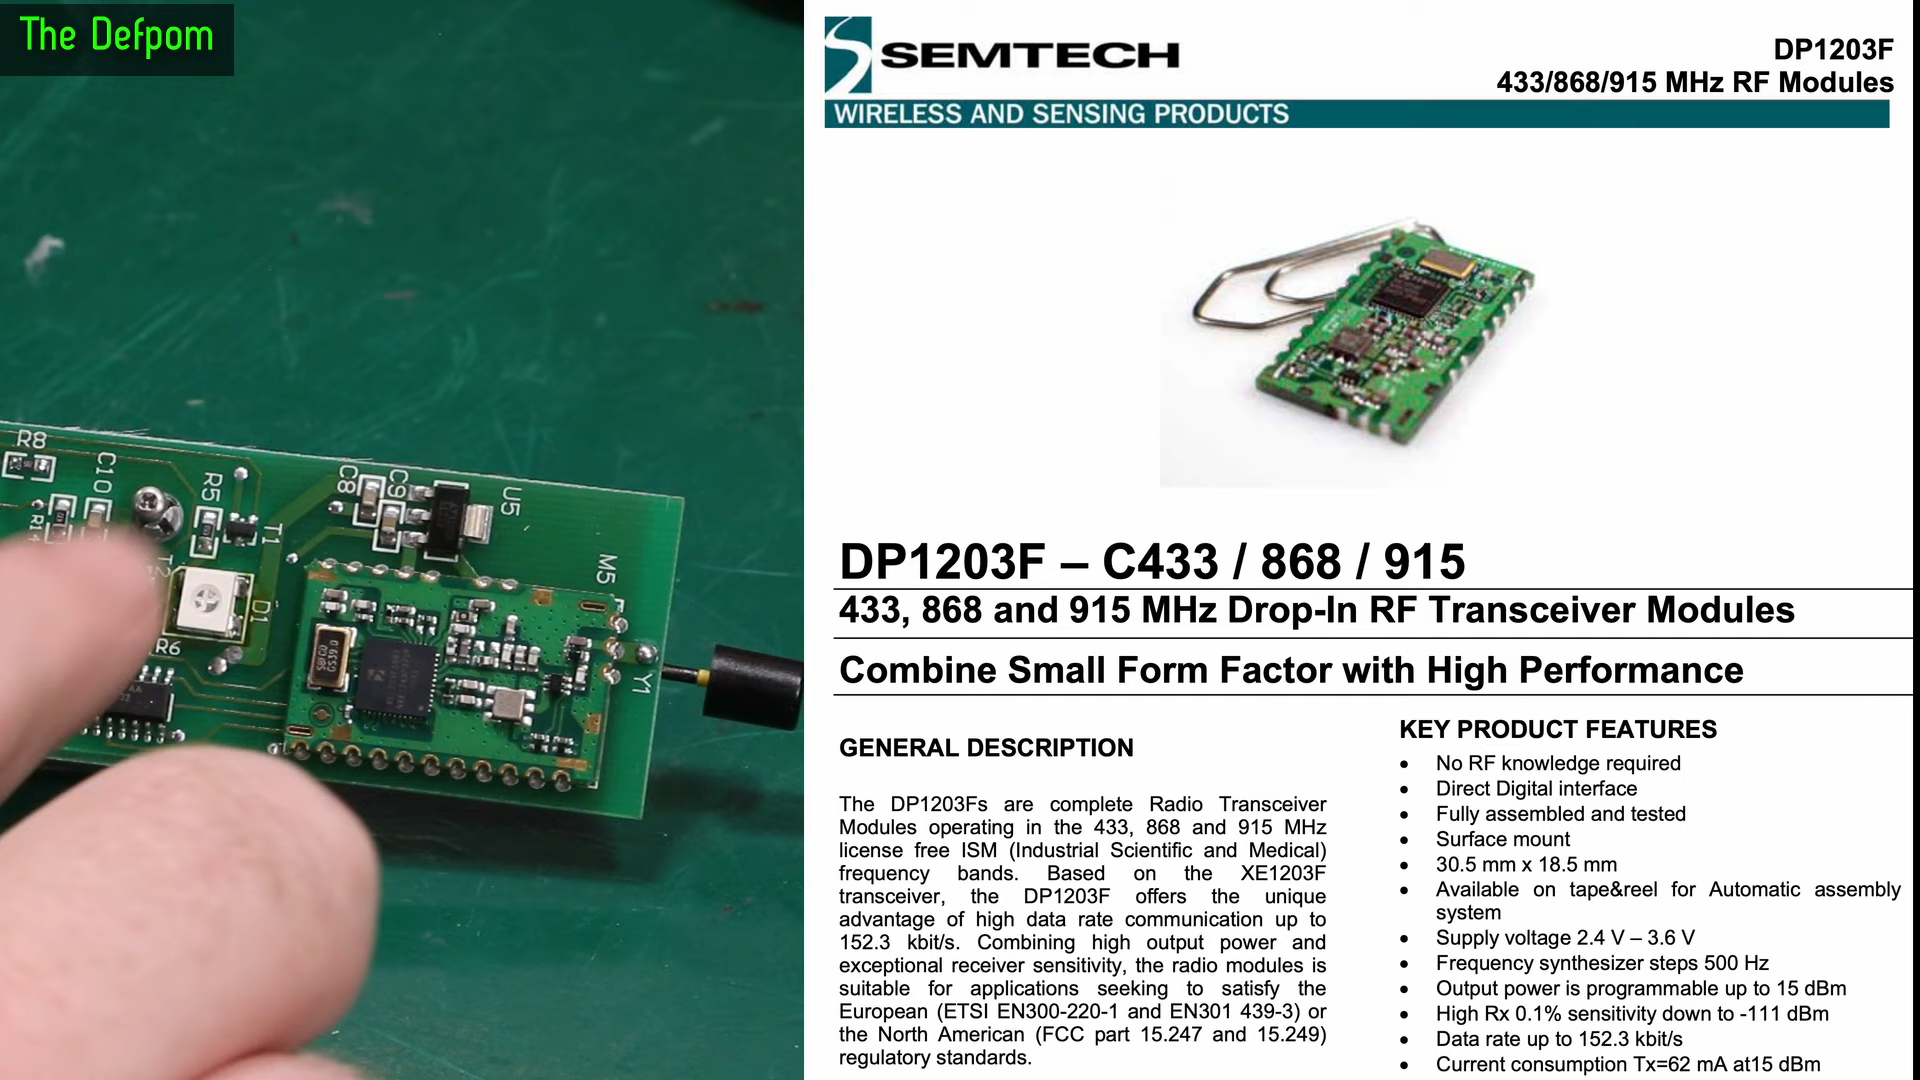 The Defpom
R8
C10
R5
T1
C8
C9
U5
M5
D1
R6
Y1
SEMTECH
DP1203F
433/868/915 MHz RF Modules
WIRELESS AND SENSING PRODUCTS
DP1203F – C433 / 868 / 915
433, 868 and 915 MHz Drop-In RF Transceiver Modules
Combine Small Form Factor with High Performance
GENERAL DESCRIPTION
The DP1203Fs are complete Radio Transceiver
Modules operating in the 433, 868 and 915 MHz
license free ISM (Industrial Scientific and Medical)
frequency bands. Based on the XE1203F
transceiver, the DP1203F offers the unique
advantage of high data rate communication up to
152.3 kbit/s. Combining high output power and
exceptional receiver sensitivity, the radio modules is
suitable for applications seeking to satisfy the
European (ETSI EN300-220-1 and EN301 439-3) or
the North American (FCC part 15.247 and 15.249)
regulatory standards.
KEY PRODUCT FEATURES
• No RF knowledge required
• Direct Digital interface
• Fully assembled and tested
• Surface mount
• 30.5 mm x 18.5 mm
• Available on tape&reel for Automatic assembly
system
• Supply voltage 2.4 V – 3.6 V
• Frequency synthesizer steps 500 Hz
• Output power is programmable up to 15 dBm
• High Rx 0.1% sensitivity down to -111 dBm
• Data rate up to 152.3 kbit/s
• Current consumption Tx=62 mA at15 dBm